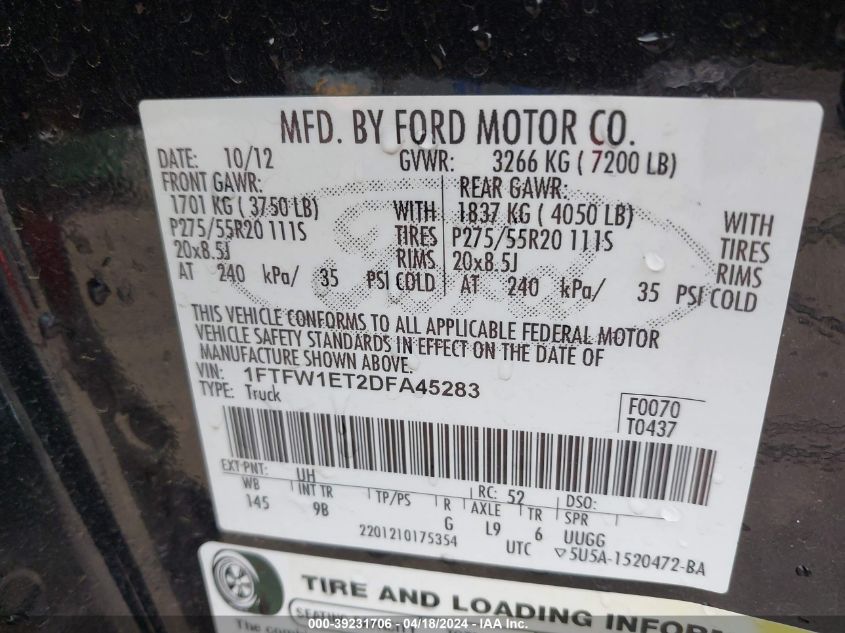 MFD. BY FORD MOTOR CO.
DATE: 10/12 GVWR: 3266 KG ( 7200 LB)
FRONT GAWR: REAR GAWR:
1701 KG ( 3750 LB) WITH 1837 KG ( 4050 LB) WITH
P275/55R20 111S TIRES P275/55R20 111S TIRES
20x8.5J RIMS 20x8.5J RIMS
AT 240 kPa/ 35 PSI COLD AT 240 kPa/ 35 PSI COLD
THIS VEHICLE CONFORMS TO ALL APPLICABLE FEDERAL MOTOR
VEHICLE SAFETY STANDARDS IN EFFECT ON THE DATE OF
MANUFACTURE SHOWN ABOVE.
VIN: 1FTFW1ET2DFA45283
TYPE: Truck
F0070
T0437
EXT PNT: UH RC: 52 DSO:
WB INT TR TP/PS R AXLE TR SPR
145 9B G L9 6 UUGG
2201210175354 UTC ▽5U5A-1520472-BA
TIRE AND LOADING INFOR
SEATING
The comb
000-39231706 - 04/18/2024 - IAA Inc.